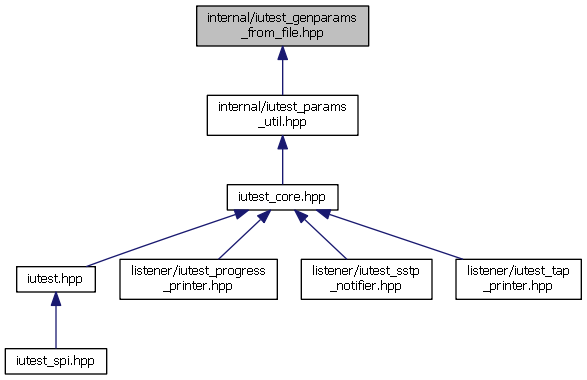 internal/iutest_genparams
_from_file.hpp
internal/iutest_params
_util.hpp
iutest_core.hpp
iutest.hpp
listener/iutest_progress
_printer.hpp
listener/iutest_sstp
_notifier.hpp
listener/iutest_tap
_printer.hpp
iutest_spi.hpp